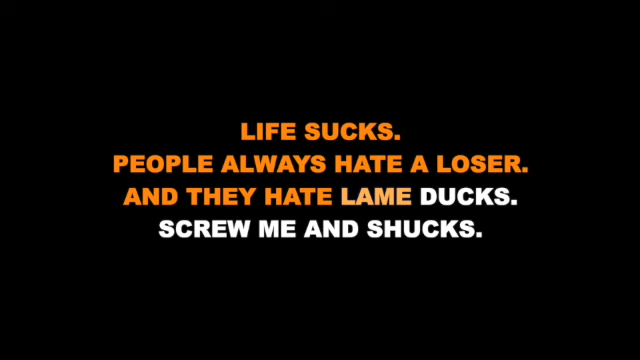 LIFE SUCKS.
PEOPLE ALWAYS HATE A LOSER.
AND THEY HATE LAME DUCKS.
SCREW ME AND SHUCKS.